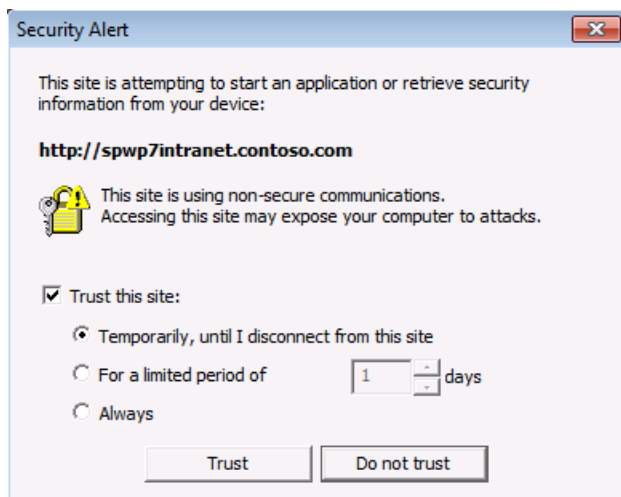 Security Alert
This site is attempting to start an application or retrieve security
information from your device:
http://spwp7intranet.contoso.com
This site is using non-secure communications.
Accessing this site may expose your computer to attacks.
Trust this site:
Temporarily, until I disconnect from this site
For a limited period of 1 days
Always
Trust Do not trust